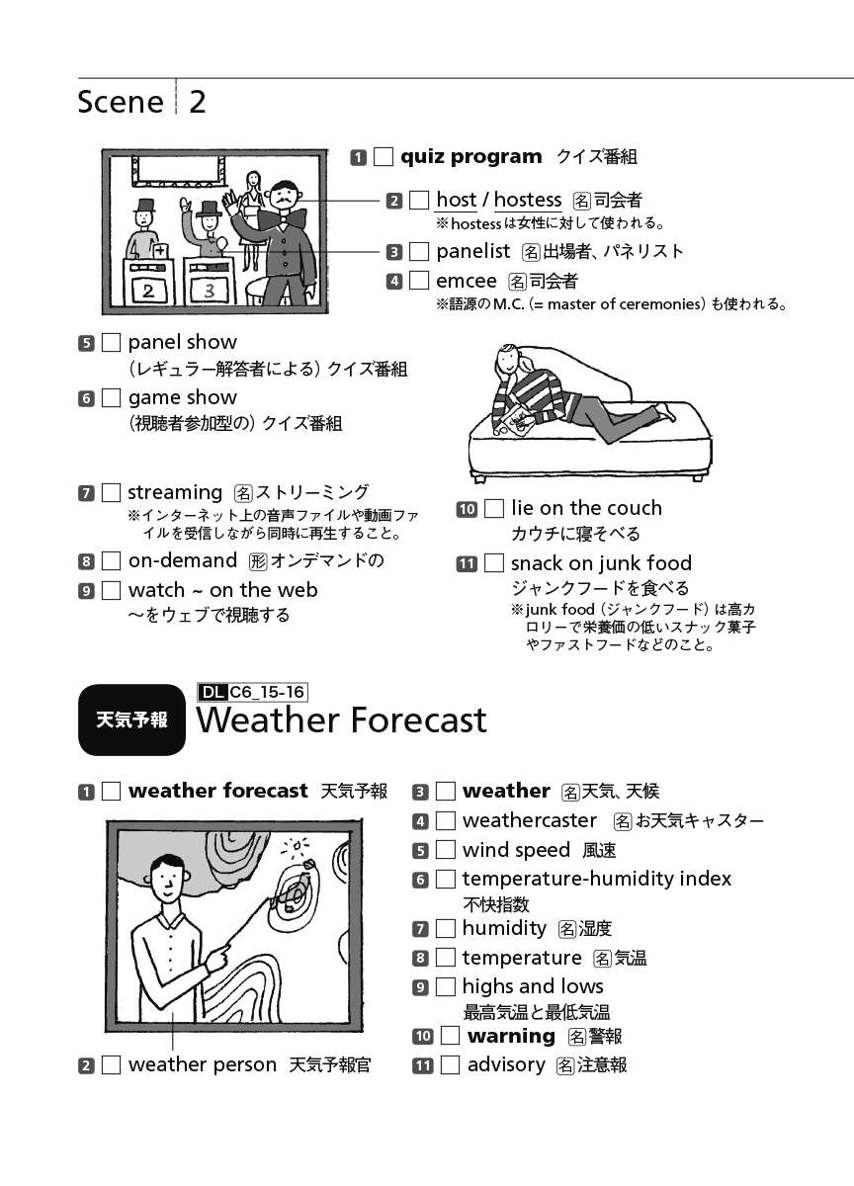 Scene 2
1 □ quiz program クイズ番組
2 □ host / hostess 名 司会者
※hostessは女性に対して使われる。
3 □ panelist 名 出場者、パネリスト
4 □ emcee 名 司会者
※語源のM.C.（= master of ceremonies）も使われる。
2 3
5 □ panel show
（レギュラー解答者による）クイズ番組
6 □ game show
（視聴者参加型の）クイズ番組
7 □ streaming 名 ストリーミング
※インターネット上の音声ファイルや動画ファ
イルを受信しながら同時に再生すること。
8 □ on-demand 形 オンデマンドの
9 □ watch ~ on the web
〜をウェブで視聴する
10 □ lie on the couch
カウチに寝そべる
11 □ snack on junk food
ジャンクフードを食べる
※junk food（ジャンクフード）は高カ
ロリーで栄養価の低いスナック菓子
やファストフードなどのこと。
天気予報
DL C6_15-16
Weather Forecast
1 □ weather forecast 天気予報
2 □ weather person 天気予報官
3 □ weather 名 天気、天候
4 □ weathercaster 名 お天気キャスター
5 □ wind speed 風速
6 □ temperature-humidity index
不快指数
7 □ humidity 名 湿度
8 □ temperature 名 気温
9 □ highs and lows
最高気温と最低気温
10 □ warning 名 警報
11 □ advisory 名 注意報